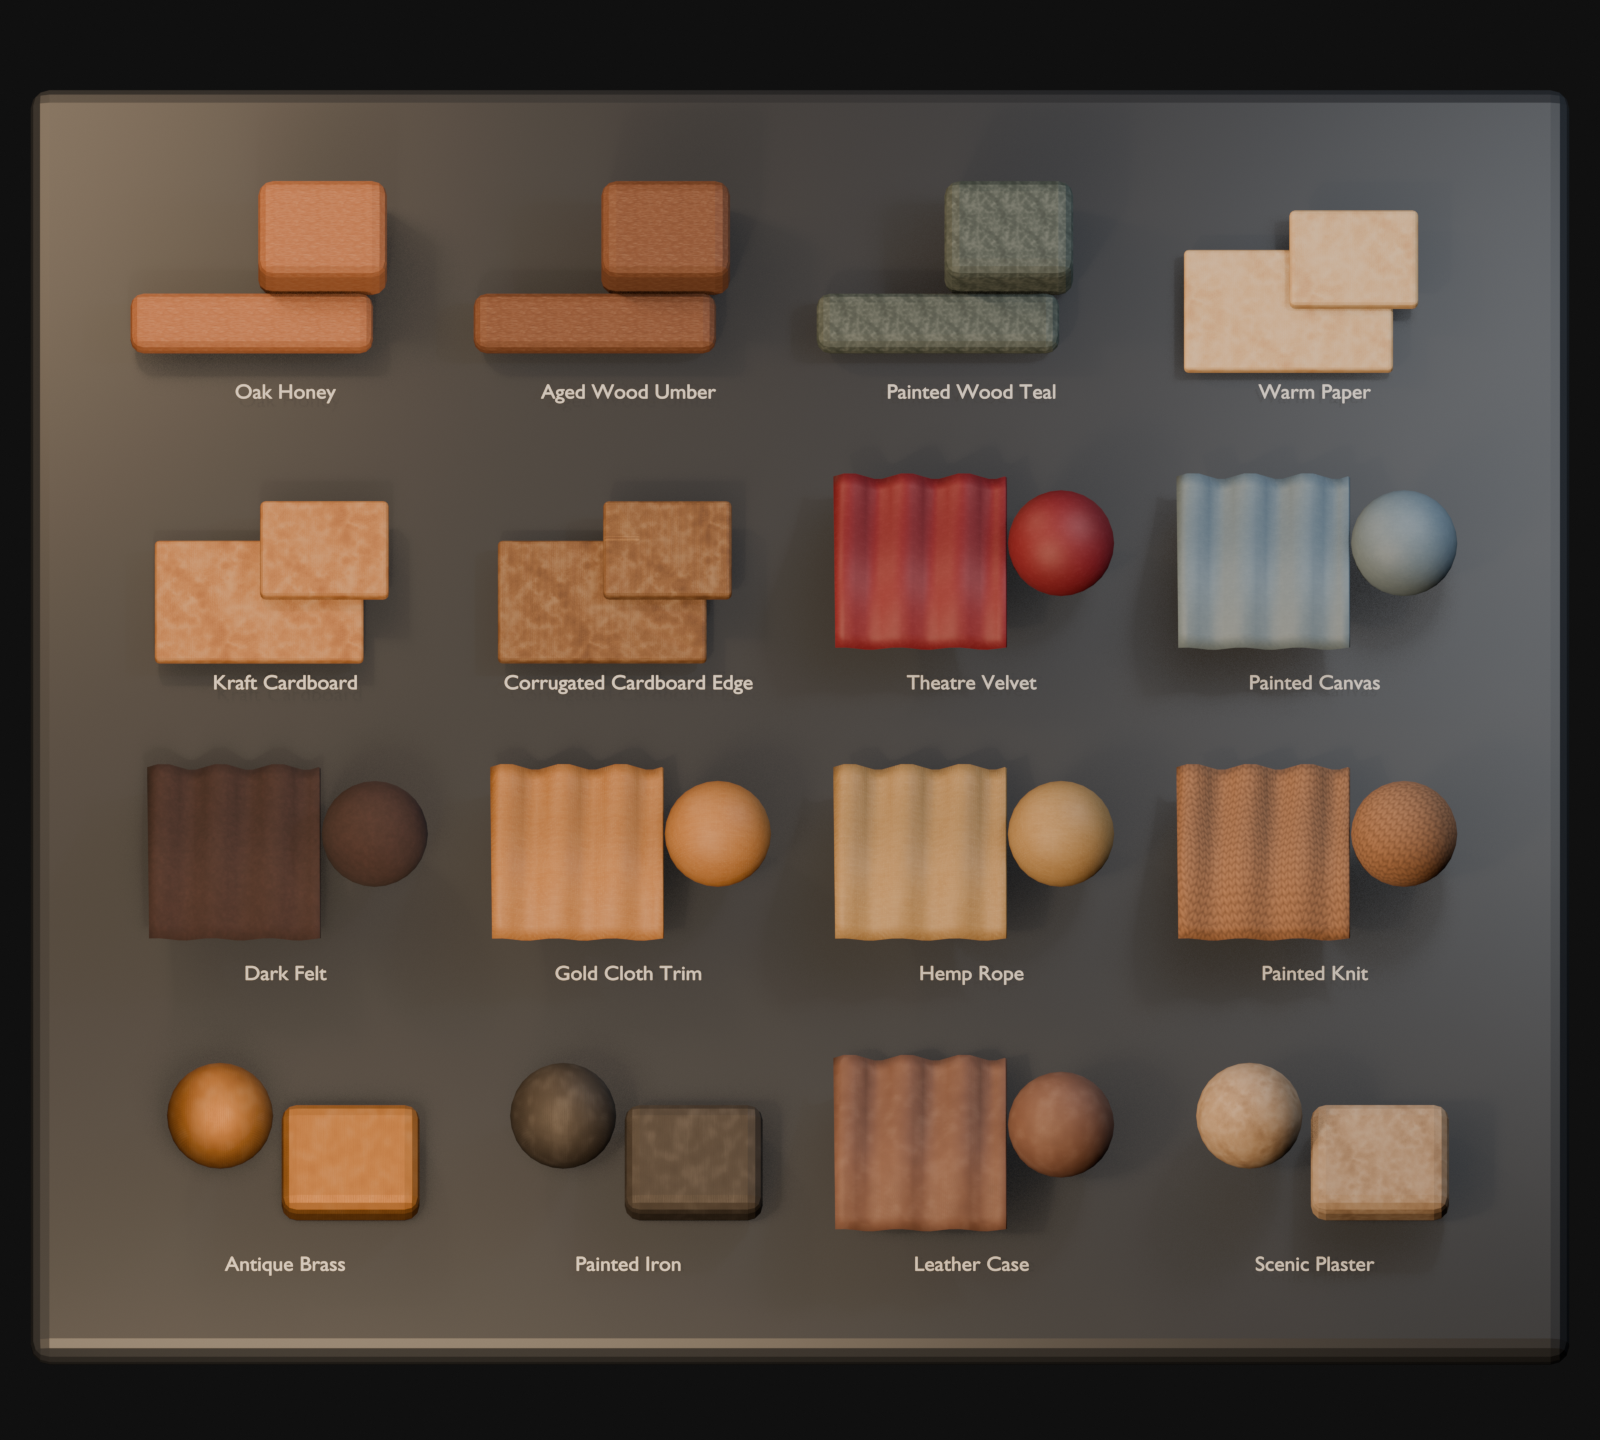 Oak Honey
Aged Wood Umber
Painted Wood Teal
Warm Paper
Kraft Cardboard
Corrugated Cardboard Edge
Theatre Velvet
Painted Canvas
Dark Felt
Gold Cloth Trim
Hemp Rope
Painted Knit
Antique Brass
Painted Iron
Leather Case
Scenic Plaster